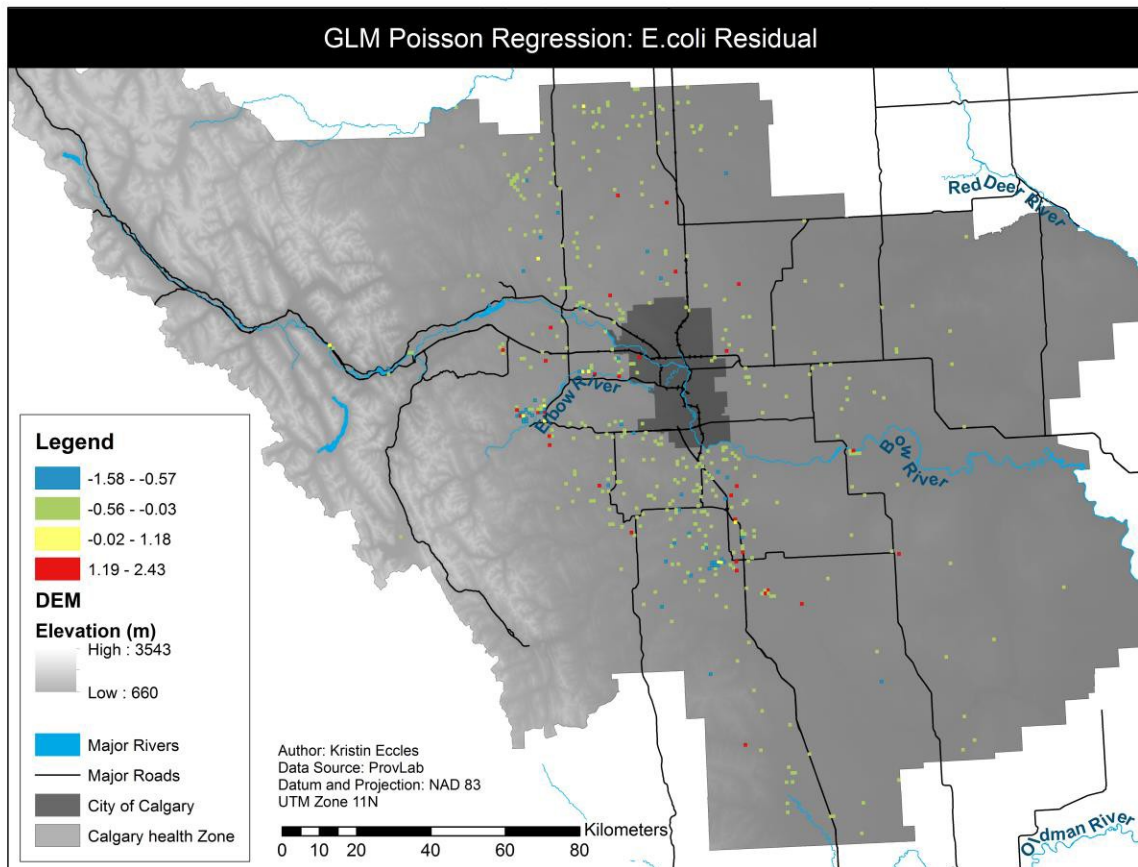 GLM Poisson Regression: E.coli Residual
Red Deer River
Elbow River
Bow River
Legend
-1.58 - -0.57
-0.56 - -0.03
-0.02 - 1.18
1.19 - 2.43
DEM
Elevation (m)
High : 3543
Low : 660
Major Rivers
Major Roads
City of Calgary
Calgary health Zone
Author: Kristin Eccles
Data Source: ProvLab
Datum and Projection: NAD 83
UTM Zone 11N
Kilometers
0 10 20 40 60 80
Oldman River